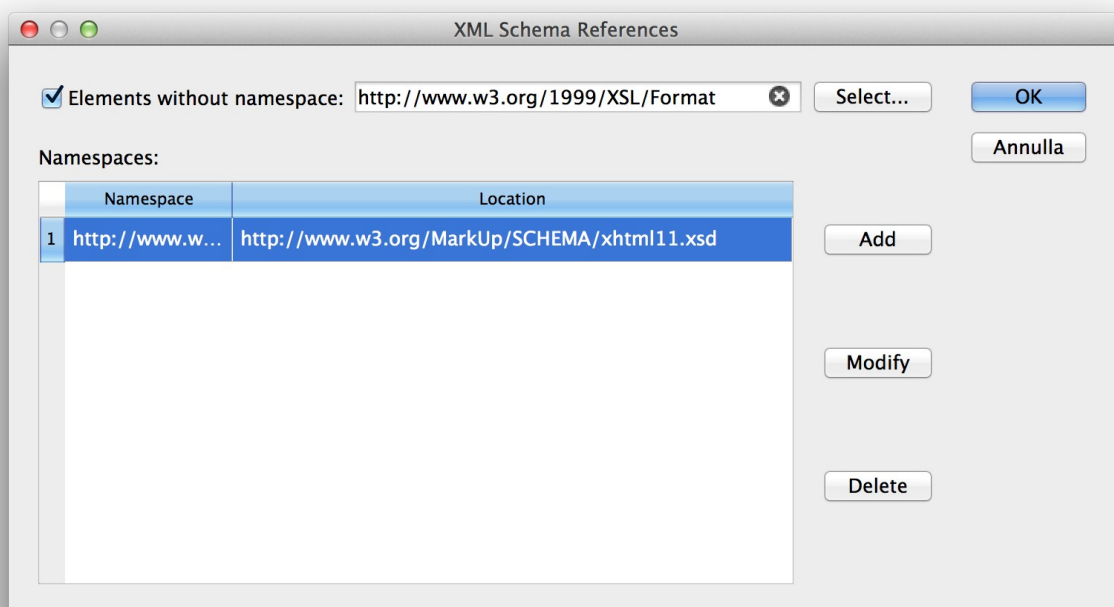 XML Schema References
Elements without namespace: http://www.w3.org/1999/XSL/Format Select... OK
Annulla
Namespaces:
Namespace Location
1 http://www.w... http://www.w3.org/MarkUp/SCHEMA/xhtml11.xsd
Add
Modify
Delete